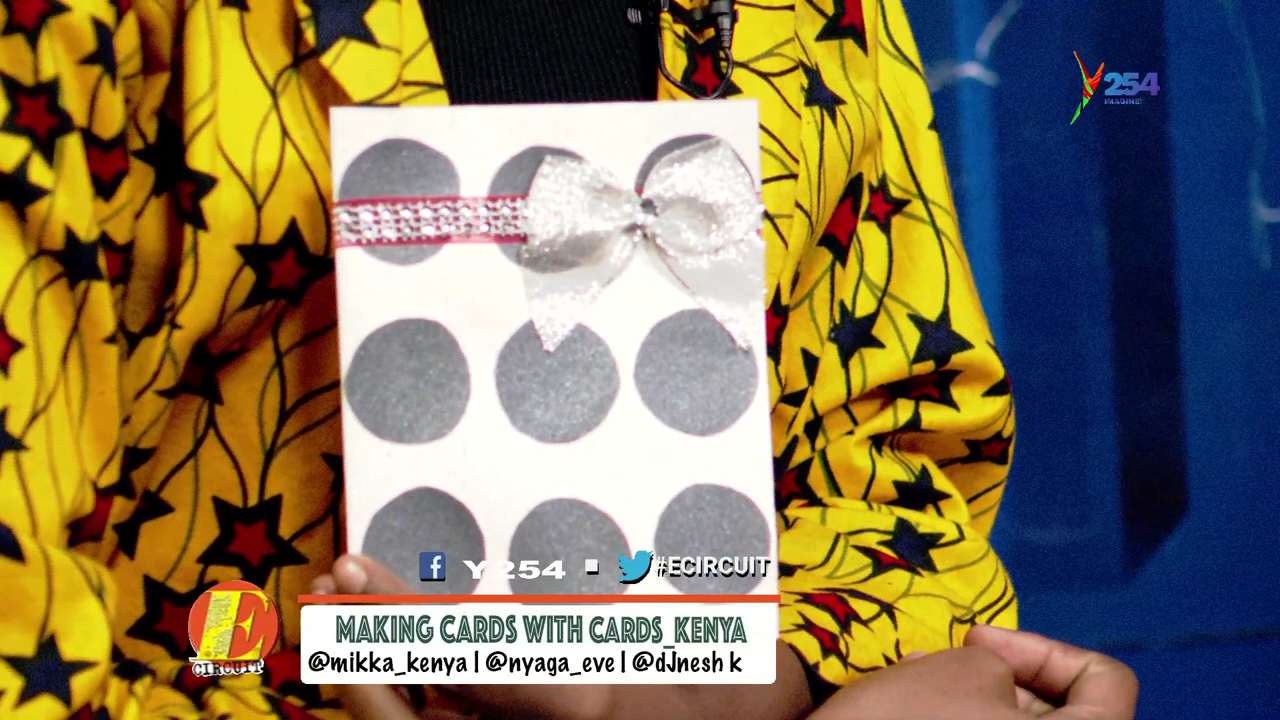 254
IMAGINE!
Y 254 #ECIRCUIT
E
CIRCUIT
MAKING CARDS WITH CARDS_KENYA
@mikka_kenya | @nyaga_eve | @dJnesh k